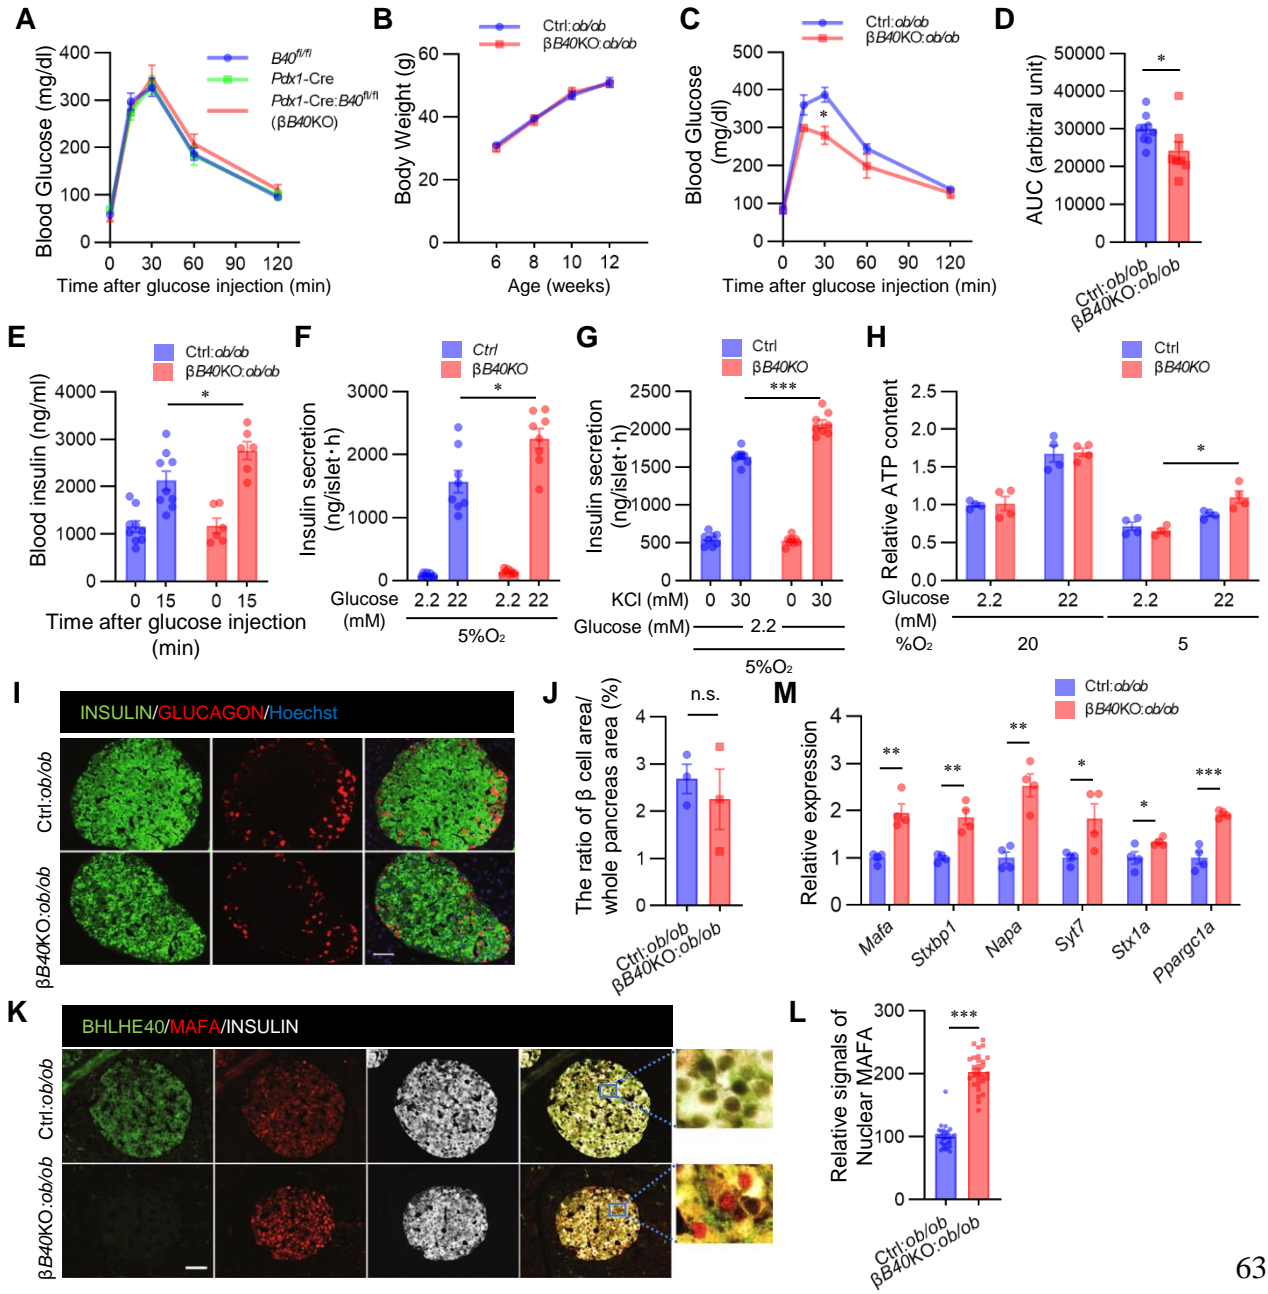 A
B
C
D
Blood Glucose (mg/dl)
400
300
200
100
0
B40fl/fl
Pdx1-Cre
Pdx1-Cre:B40fl/fl
(βB40KO)
0 30 60 90 120
Time after glucose injection (min)
Ctrl:ob/ob
βB40KO:ob/ob
Body Weight (g)
60
40
20
0
6 8 10 12
Age (weeks)
Ctrl:ob/ob
βB40KO:ob/ob
Blood Glucose
(mg/dl)
500
400
300
200
100
0
*
0 30 60 90 120
Time after glucose injection (min)
AUC (arbitral unit)
50000
40000
30000
20000
10000
0
*
Ctrl:ob/ob
βB40KO:ob/ob
E
F
G
H
Ctrl:ob/ob
βB40KO:ob/ob
Blood insulin (ng/ml)
4000
3000
2000
1000
0
*
0 15 0 15
Time after glucose injection
(min)
Ctrl
βB40KO
Insulin secretion
(ng/islet·h)
3000
2000
1000
0
*
Glucose 2.2 22 2.2 22
(mM)
5%O2
Ctrl
βB40KO
Insulin secretion
(ng/islet·h)
2500
2000
1500
1000
500
0
***
KCl (mM) 0 30 0 30
Glucose (mM) 2.2
5%O2
Ctrl
βB40KO
Relative ATP content
2.5
2.0
1.5
1.0
0.5
0.0
*
Glucose 2.2 22 2.2 22
(mM)
%O2 20 5
I
INSULIN/GLUCAGON/Hoechst
Ctrl:ob/ob
βB40KO:ob/ob
J
The ratio of β cell area/
whole pancreas area (%)
n.s.
4
3
2
1
0
Ctrl:ob/ob
βB40KO:ob/ob
M
Ctrl:ob/ob
βB40KO:ob/ob
Relative expression
4
3
2
1
0
** ** ** * * ***
Mafa Stxbp1 Napa Syt7 Stx1a Ppargc1a
K
BHLHE40/MAFA/INSULIN
Ctrl:ob/ob
βB40KO:ob/ob
L
Relative signals of
Nuclear MAFA
300
200
100
0
***
Ctrl:ob/ob
βB40KO:ob/ob
63